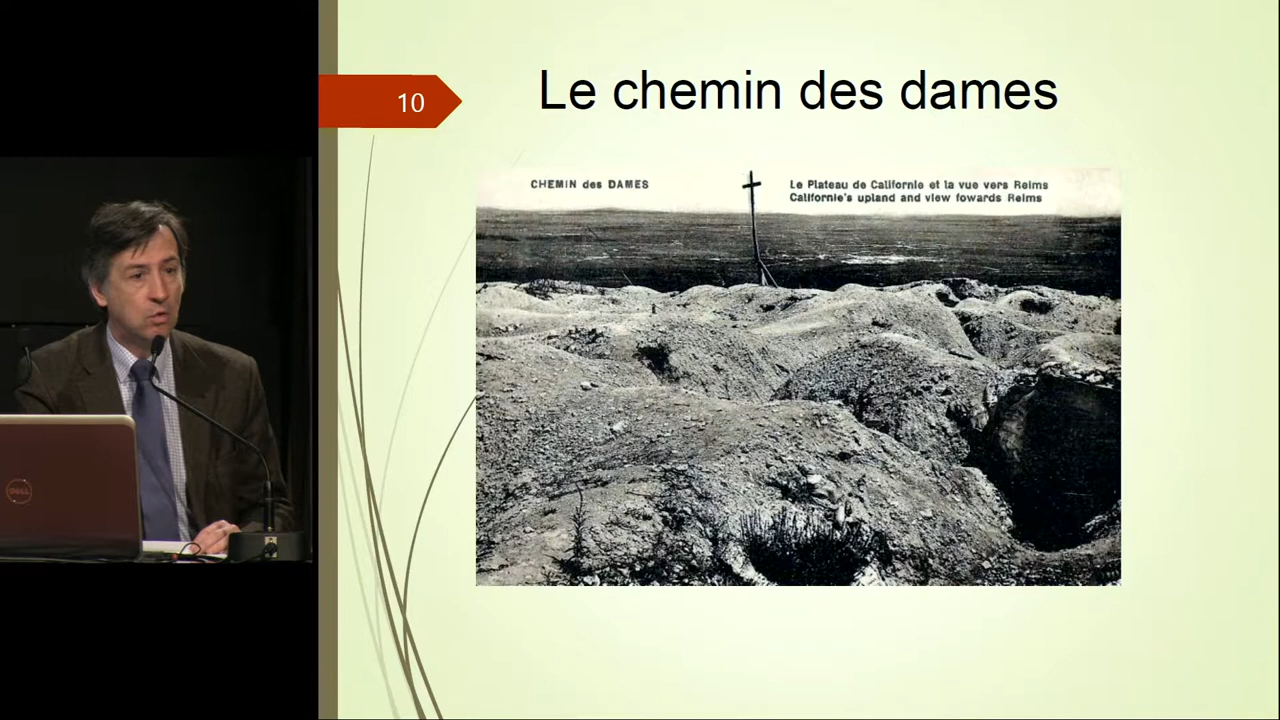 10
Le chemin des dames
CHEMIN des DAMES
Le Plateau de Californie et la vue vers Reims
Californie's upland and view fowards Reims
DELL